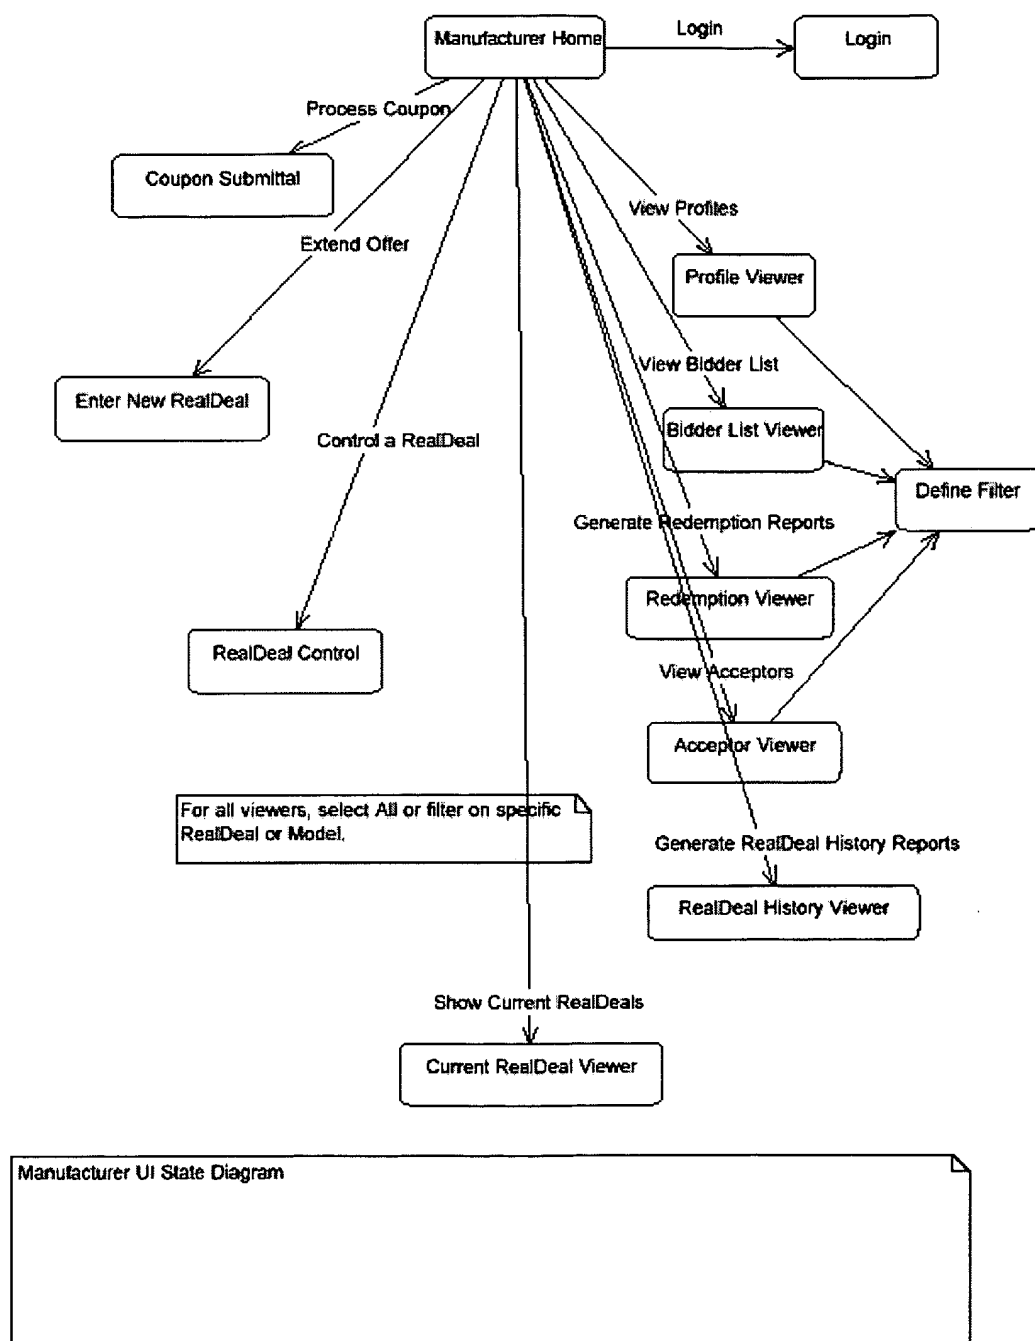 Manufacturer Home
Login
Login
Process Coupon
Coupon Submittal
View Profiles
Extend Offer
Profile Viewer
View Bidder List
Enter New RealDeal
Bidder List Viewer
Control a RealDeal
Define Filter
Generate Redemption Reports
Redemption Viewer
RealDeal Control
View Acceptors
Acceptor Viewer
For all viewers, select All or filter on specific
RealDeal or Model.
Generate RealDeal History Reports
RealDeal History Viewer
Show Current RealDeals
Current RealDeal Viewer
Manufacturer UI State Diagram